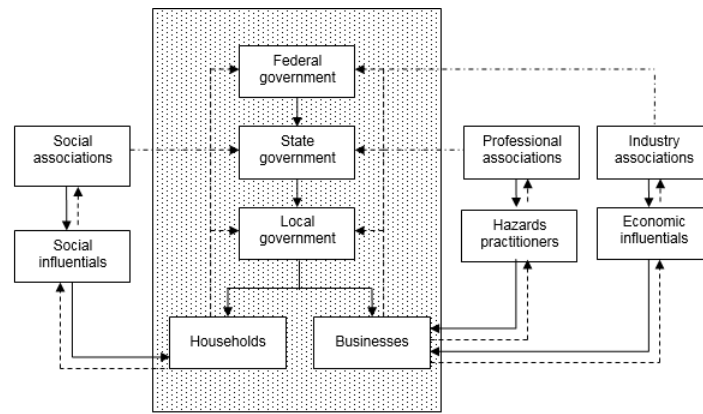 Federal
government
Social
associations
State
government
Professional
associations
Industry
associations
Local
government
Social
influentials
Hazards
practitioners
Economic
influentials
Households
Businesses